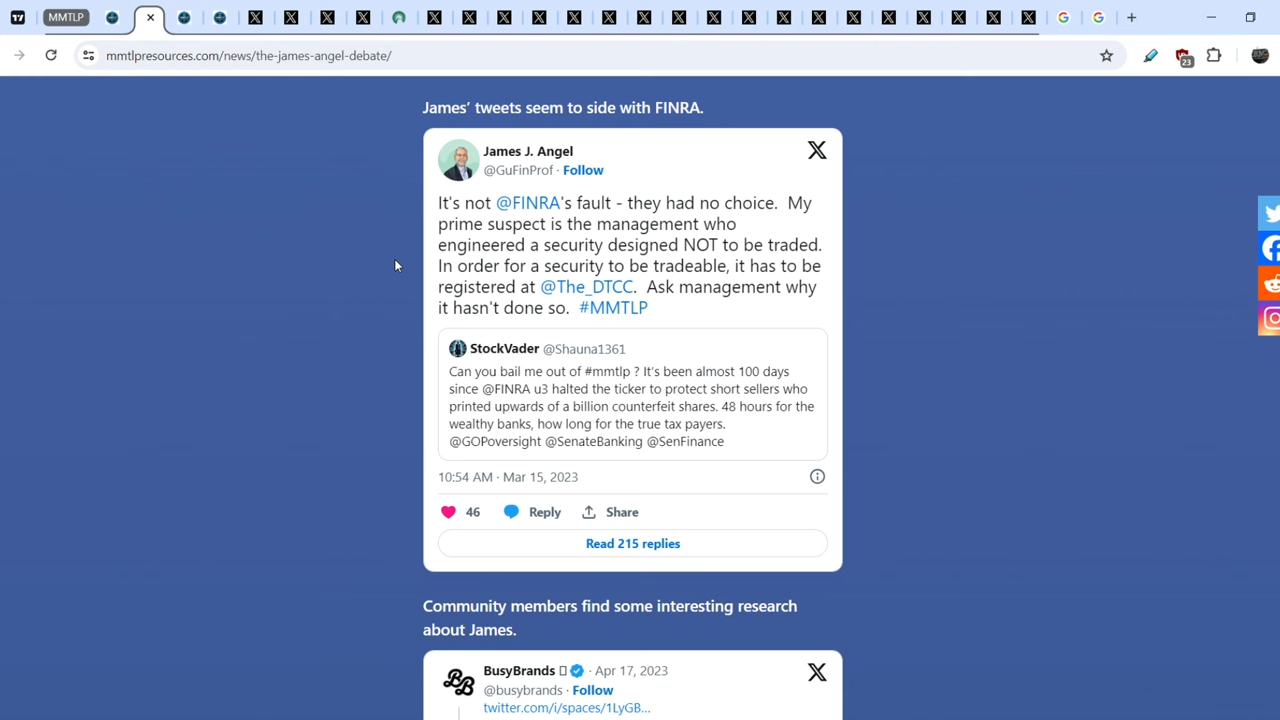 MMTLP
mmtlpresources.com/news/the-james-angel-debate/
23
James’ tweets seem to side with FINRA.
James J. Angel
@GuFinProf · Follow
It's not @FINRA's fault - they had no choice. My
prime suspect is the management who
engineered a security designed NOT to be traded.
In order for a security to be tradeable, it has to be
registered at @The_DTCC. Ask management why
it hasn't done so. #MMTLP
StockVader @Shauna1361
Can you bail me out of #mmtlp ? It's been almost 100 days
since @FINRA u3 halted the ticker to protect short sellers who
printed upwards of a billion counterfeit shares. 48 hours for the
wealthy banks, how long for the true tax payers.
@GOPoversight @SenateBanking @SenFinance
10:54 AM · Mar 15, 2023
46 Reply Share
Read 215 replies
Community members find some interesting research
about James.
BusyBrands · Apr 17, 2023
@busybrands · Follow
twitter.com/i/spaces/1LyGB...